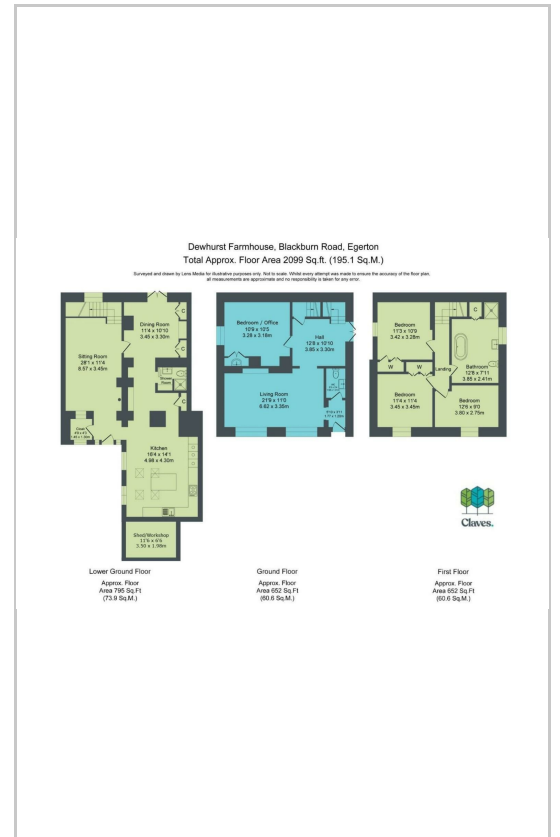 Dewhurst Farmhouse, Blackburn Road, Egerton
Total Approx. Floor Area 2099 Sq.ft. (195.1 Sq.M.)
Surveyed and drawn by Lens Media for illustrative purposes only. Not to scale. Whilst every attempt was made to ensure the accuracy of the floor plan,
all measurements are approximate and no responsibility is taken for any error.
Dining Room
11'4 x 10'10
3.45 x 3.30m
C
C
Sitting Room
28'1 x 11'4
8.57 x 3.45m
Shower
Room
C
Kitchen
16'4 x 14'1
4.98 x 4.30m
Shed/Workshop
11'6 x 6'6
3.50 x 1.98m
Lower Ground Floor
Approx. Floor
Area 795 Sq.Ft
(73.9 Sq.M.)
Bedroom / Office
10'9 x 10'5
3.28 x 3.18m
Hall
12'8 x 10'10
3.85 x 3.30m
Living Room
21'9 x 11'0
6.62 x 3.35m
Ground Floor
Approx. Floor
Area 652 Sq.Ft
(60.6 Sq.M.)
C
Bedroom
11'3 x 10'9
3.42 x 3.28m
Bathroom
12'8 x 7'11
3.85 x 2.41m
W
W
Landing
Bedroom
11'4 x 11'4
3.45 x 3.45m
Bedroom
12'6 x 9'0
3.80 x 2.75m
First Floor
Approx. Floor
Area 652 Sq.Ft
(60.6 Sq.M.)
Claves.